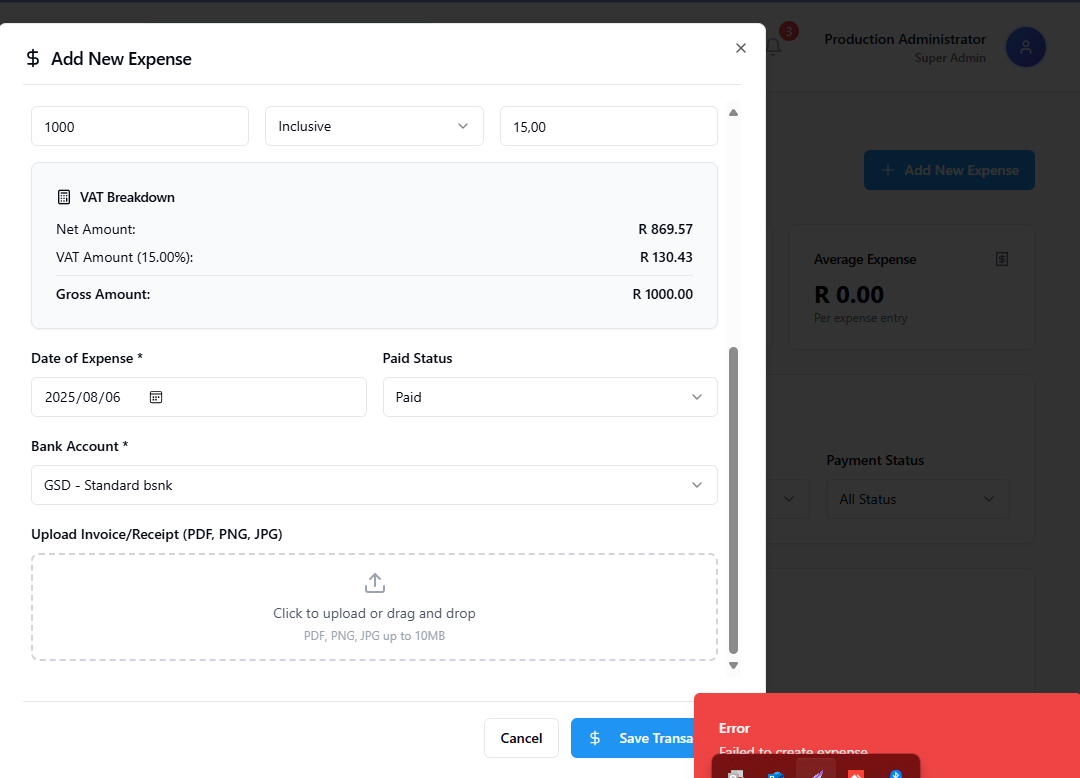 Add New Expense
3
Production Administrator
Super Admin
1000
Inclusive
15,00
Add New Expense
VAT Breakdown
Net Amount:
R 869.57
VAT Amount (15.00%):
R 130.43
Gross Amount:
R 1000.00
Average Expense
R 0.00
Per expense entry
Date of Expense *
Paid Status
2025/08/06
Paid
Bank Account *
GSD - Standard bsnk
Payment Status
All Status
Upload Invoice/Receipt (PDF, PNG, JPG)
Click to upload or drag and drop
PDF, PNG, JPG up to 10MB
Cancel
Save Transa
Error
Failed to create expense